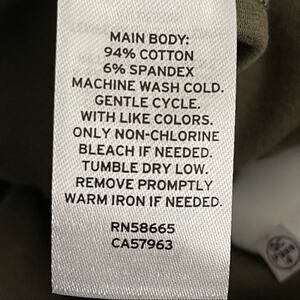 MAIN BODY:
94% COTTON
6% SPANDEX
MACHINE WASH COLD.
GENTLE CYCLE.
WITH LIKE COLORS.
ONLY NON-CHLORINE
BLEACH IF NEEDED.
TUMBLE DRY LOW.
REMOVE PROMPTLY
WARM IRON IF NEEDED.
RN58665
CA57963